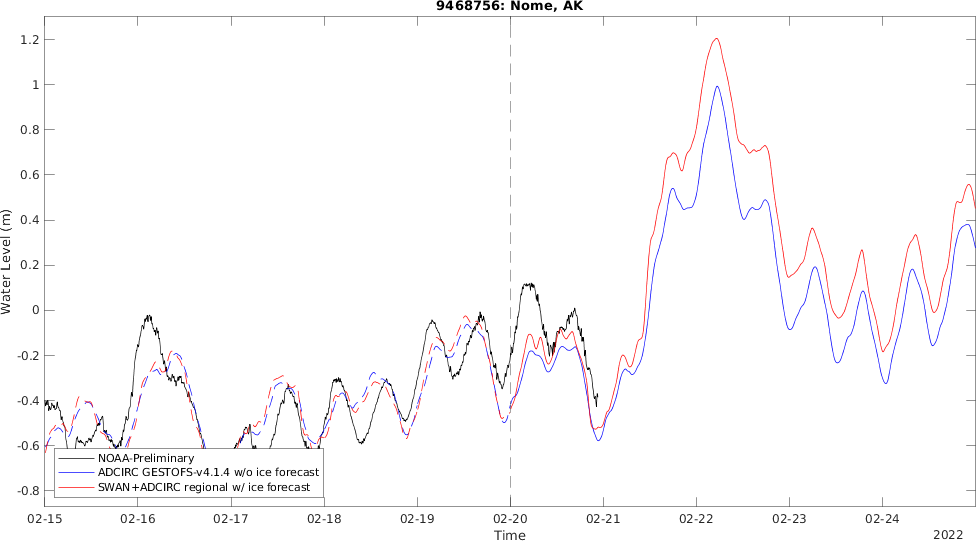 9468756: Nome, AK
1.2
1
0.8
0.6
0.4
0.2
0
-0.2
-0.4
-0.6
-0.8
Water Level (m)
NOAA-Preliminary
ADCIRC GESTOFS-v4.1.4 w/o ice forecast
SWAN+ADCIRC regional w/ ice forecast
02-15 02-16 02-17 02-18 02-19 02-20 02-21 02-22 02-23 02-24
Time
2022